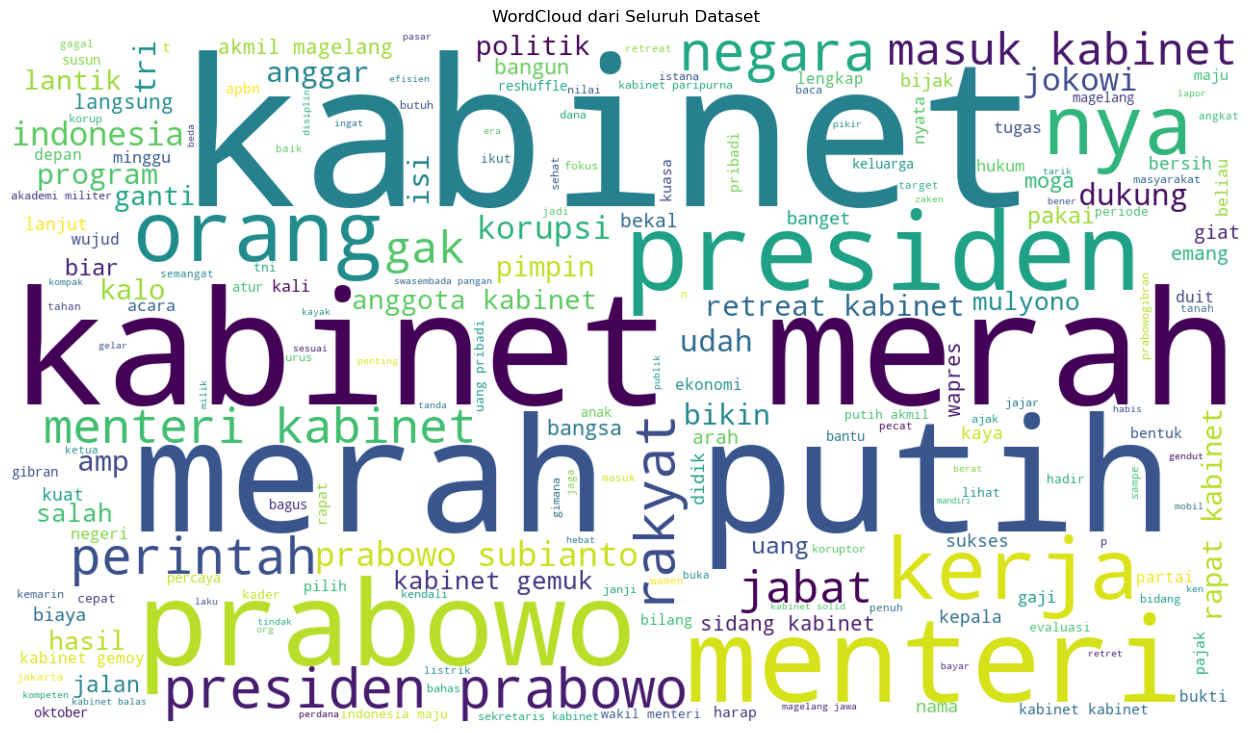 WordCloud dari Seluruh Dataset
gagal
susun
tri
t
akmil magelang
pasar
politik
retreat
negara
masuk kabinet
lantik
anggar
bangun
istana
lengkap
bijak
jokowi
maju
langsung
apbn
kabinet
reshuffle
nilai
kabinet paripurna
baca
magelang
lapor
korup
disiplin
butuh
dana
nyata
nya
angkat
indonesia
beda
ingat
era
pikir
tugas
depan
minggu
baik
isi
ikut
sehat
fokus
kuasa
pribadi
keluarga
hukum
tarik
bersih
program
masyarakat
beliau
akademi militer
ganti
target
zaken
moga
bener
dukung
lanjut
orang
jadi
korupsi
bekal
banget
presiden
pakai
periode
giat
wujud
gak
emang
biar
semangat
tni
pimpin
kompak
kalo
atur
kali
swasembada pangan
n
prabowogibran
duit
tahan
acara
kayak
anggota kabinet
retreat kabinet
mulyono
tanah
kabinet merah
gelar
sesuai
urus
penting
uang pribadi
udah
publik
wapres
milik
tanda
ekonomi
menteri kabinet
anak
bangsa
rakyat
bikin
putih akmil
pecat
ajak
jajar
habis
ketua
arah
bantu
kaya
bentuk
gibran
amp
merah
rapat
bagus
gimana
jaga
masuk
didik
putih
berat
lihat
hadir
sampe
gendut
rapat kabinet
kuat
salah
mandiri
mobil
negeri
hebat
perintah
prabowo subianto
uang
koruptor
sukses
p
kemarin
cepat
percaya
laku
kader
pilih
kabinet gemuk
kendali
janji
wamen
buka
jabat
kerja
partai
ken
biaya
kabinet solid
penuh
gaji
bidang
tindak
org
prabowo
bilang
sidang kabinet
kepala
evaluasi
hasil
kabinet gemoy
menteri
retret
pajak
jakarta
jalan
listrik
bayar
kompeten
kabinet balas
presiden prabowo
bahas
bukti
oktober
perdana
indonesia maju
sekretaris kabinet
wakil menteri
harap
magelang jawa
nama
kabinet kabinet